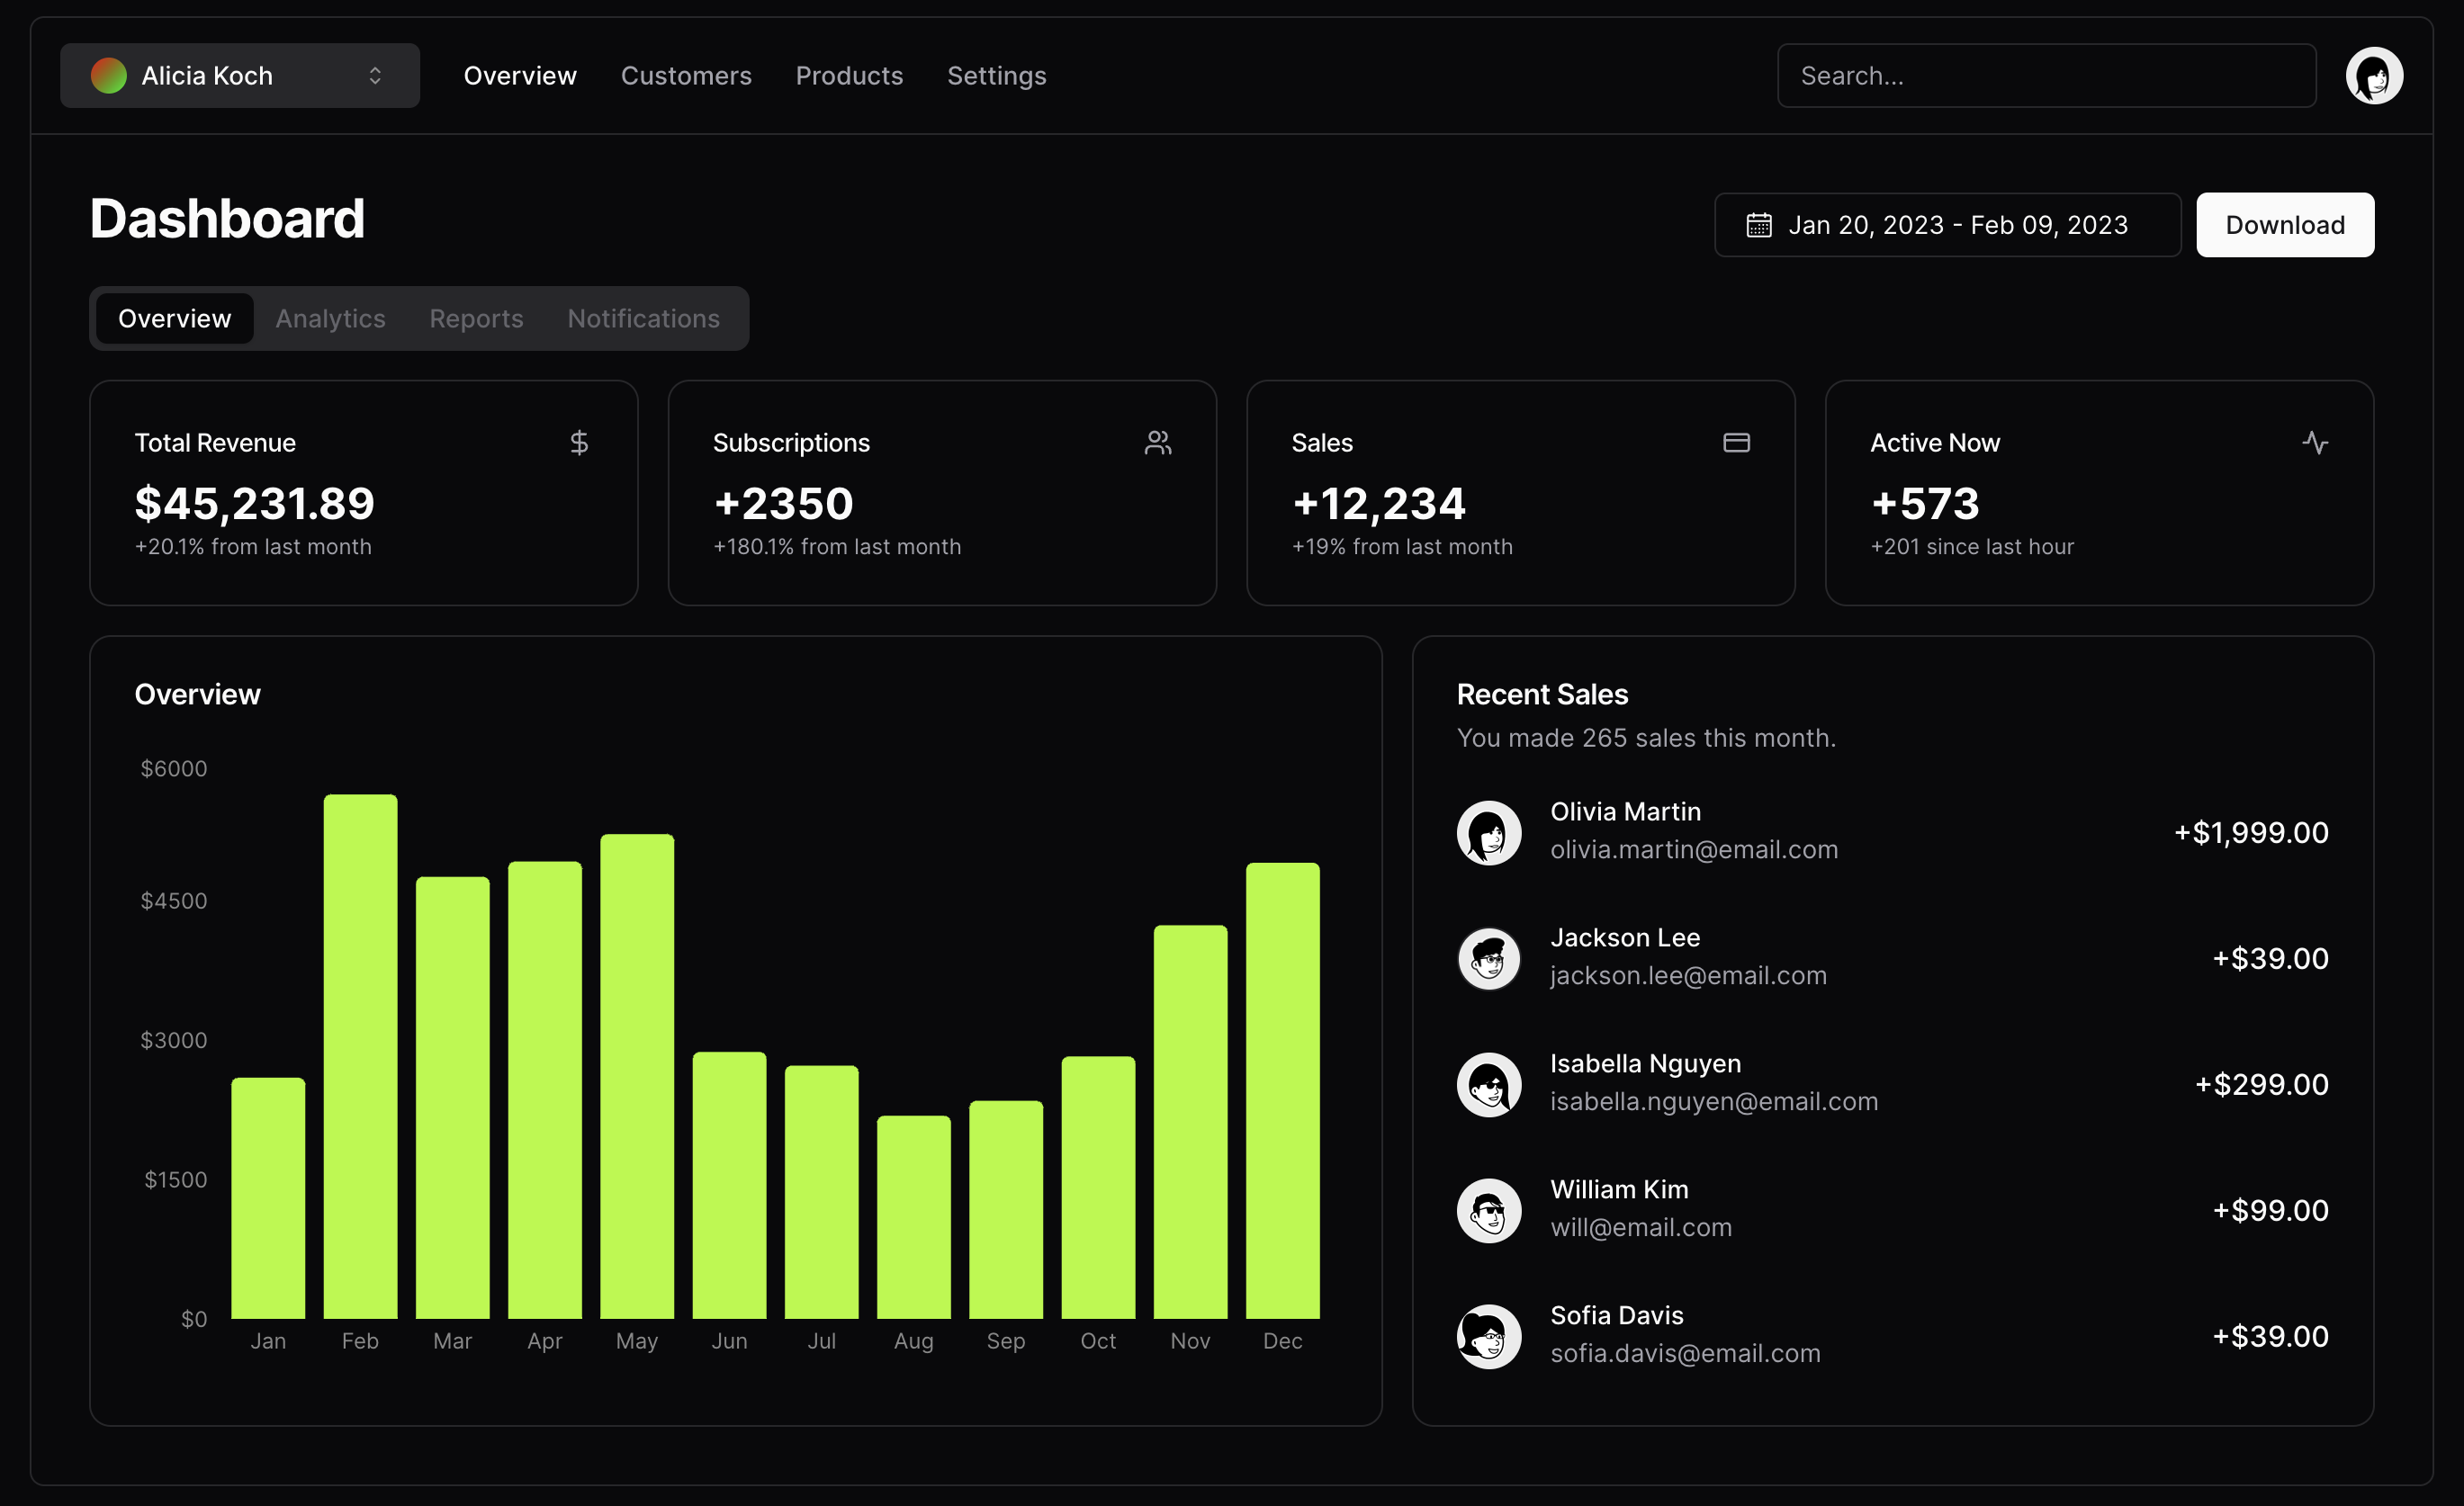 Alicia Koch
Overview
Customers
Products
Settings
Search...
Dashboard
Jan 20, 2023 - Feb 09, 2023
Download
Overview
Analytics
Reports
Notifications
Total Revenue
$45,231.89
+20.1% from last month
Subscriptions
+2350
+180.1% from last month
Sales
+12,234
+19% from last month
Active Now
+573
+201 since last hour
Overview
$6000
$4500
$3000
$1500
$0
Jan
Feb
Mar
Apr
May
Jun
Jul
Aug
Sep
Oct
Nov
Dec
Recent Sales
You made 265 sales this month.
Olivia Martin
olivia.martin@email.com
+$1,999.00
Jackson Lee
jackson.lee@email.com
+$39.00
Isabella Nguyen
isabella.nguyen@email.com
+$299.00
William Kim
will@email.com
+$99.00
Sofia Davis
sofia.davis@email.com
+$39.00